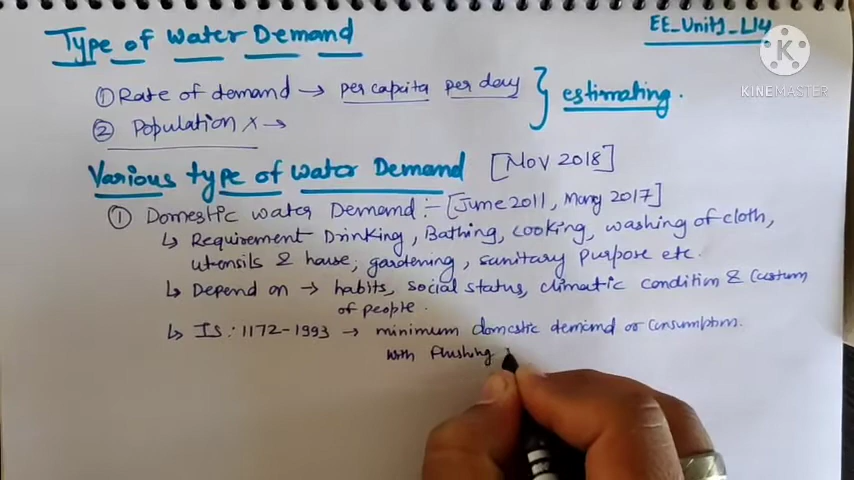 Type of Water Demand
EE_Unit1_L14
KINEMASTER
① Rate of demand → per capita per day
estimating.
② Population x →
Various type of water Demand [Nov 2018]
① Domestic water Demand :- [June 2011, May 2017]
↳ Requirement Drinking, Bathing, cooking, washing of cloth,
utensils & house, gardening, sanitary purpose etc.
↳ Depend on → habits, social status, climatic condition & Custom
of people.
↳ IS : 1172-1993 → minimum domestic demand or Consumption.
with flushing